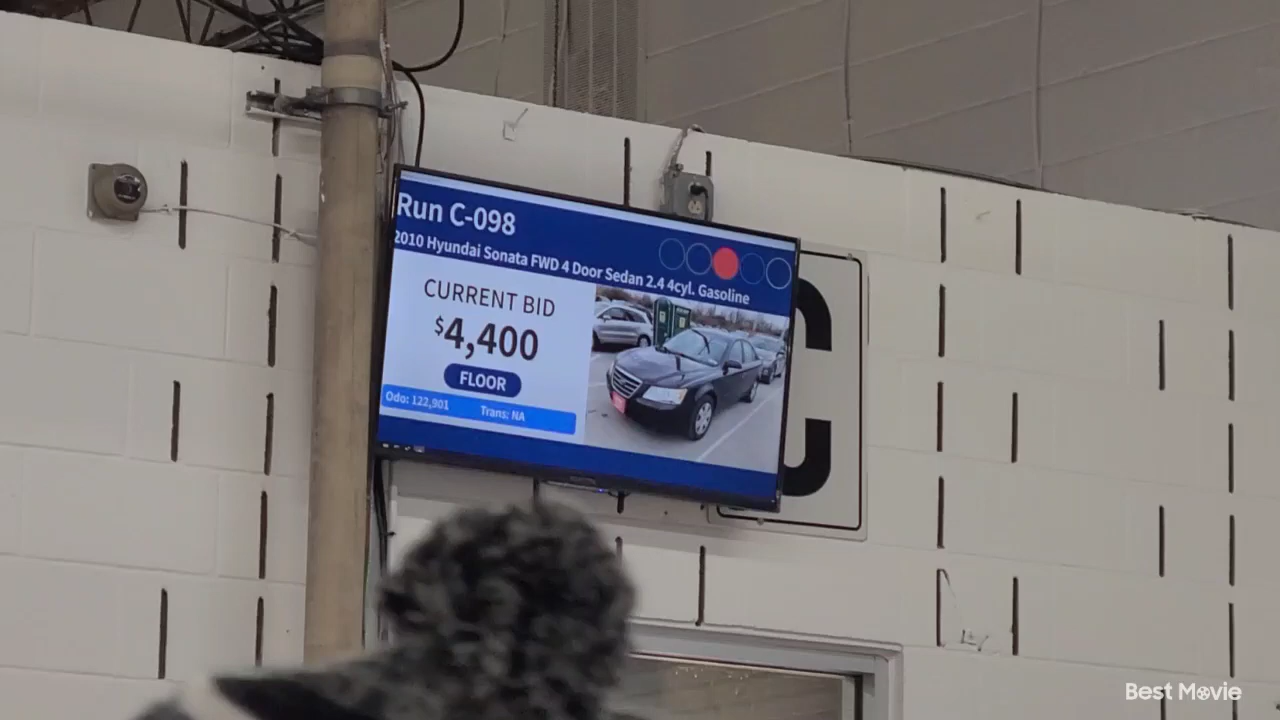 Run C-098
2010 Hyundai Sonata FWD 4 Door Sedan 2.4 4cyl. Gasoline
CURRENT BID
$4,400
FLOOR
Odo: 122,901 Trans: NA
C
Best Movie